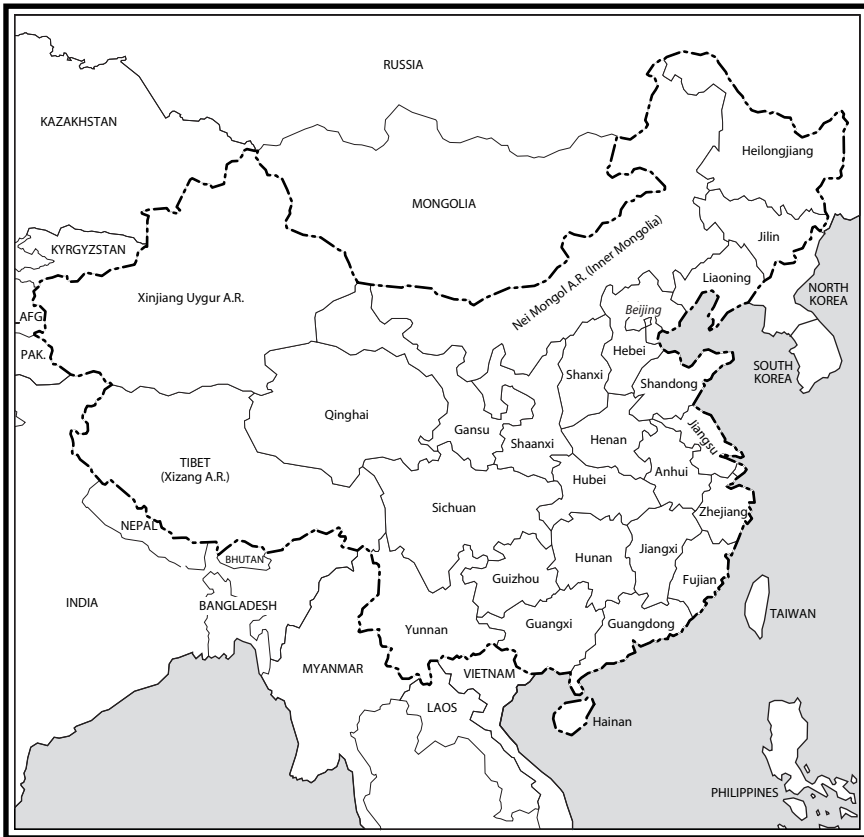 RUSSIA
KAZAKHSTAN
Heilongjiang
MONGOLIA
Jilin
KYRGYZSTAN
Nei Mongol A.R. (Inner Mongolia)
Liaoning
NORTH
KOREA
Xinjiang Uygur A.R.
Beijing
AFG.
Hebei
PAK.
SOUTH
KOREA
Shanxi
Shandong
Qinghai
Gansu
Shaanxi
Henan
Jiangsu
TIBET
(Xizang A.R.)
Anhui
Hubei
Sichuan
Zhejiang
NEPAL
BHUTAN
Hunan
Jiangxi
Guizhou
Fujian
INDIA
BANGLADESH
TAIWAN
Yunnan
Guangxi
Guangdong
MYANMAR
VIETNAM
LAOS
Hainan
PHILIPPINES